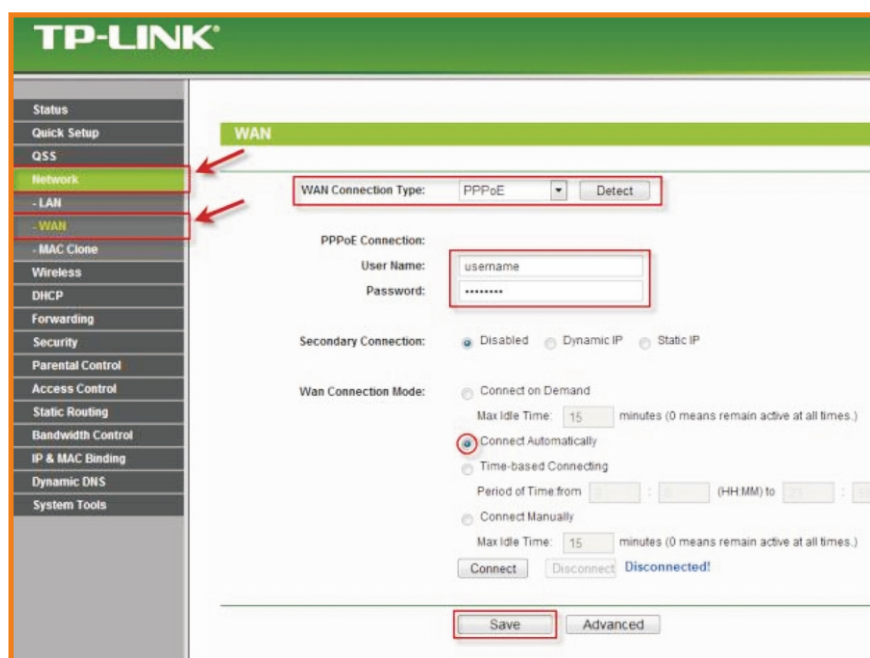 TP-LINK
Status
Quick Setup
QSS
Network
- LAN
- WAN
- MAC Clone
Wireless
DHCP
Forwarding
Security
Parental Control
Access Control
Static Routing
Bandwidth Control
IP & MAC Binding
Dynamic DNS
System Tools
WAN
WAN Connection Type: PPPoE Detect
PPPoE Connection:
User Name: username
Password: ••••••••
Secondary Connection: Disabled Dynamic IP Static IP
Wan Connection Mode: Connect on Demand
Max Idle Time: 15 minutes (0 means remain active at all times.)
Connect Automatically
Time-based Connecting
Period of Time:from : (HH:MM) to :
Connect Manually
Max Idle Time: 15 minutes (0 means remain active at all times.)
Connect Disconnect Disconnected!
Save Advanced